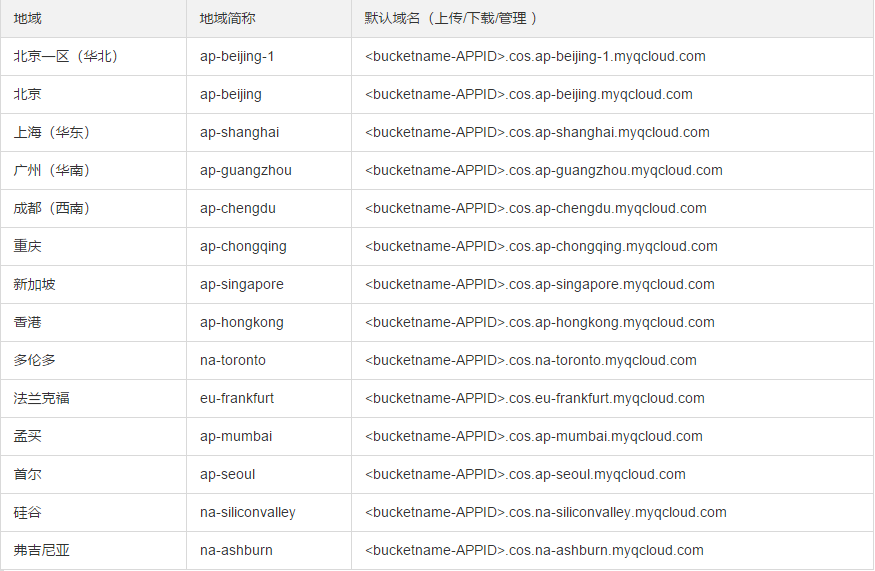 地域 地域简称 默认域名（上传/下载/管理 ）
北京一区（华北） ap-beijing-1 <bucketname-APPID>.cos.ap-beijing-1.myqcloud.com
北京 ap-beijing <bucketname-APPID>.cos.ap-beijing.myqcloud.com
上海（华东） ap-shanghai <bucketname-APPID>.cos.ap-shanghai.myqcloud.com
广州（华南） ap-guangzhou <bucketname-APPID>.cos.ap-guangzhou.myqcloud.com
成都（西南） ap-chengdu <bucketname-APPID>.cos.ap-chengdu.myqcloud.com
重庆 ap-chongqing <bucketname-APPID>.cos.ap-chongqing.myqcloud.com
新加坡 ap-singapore <bucketname-APPID>.cos.ap-singapore.myqcloud.com
香港 ap-hongkong <bucketname-APPID>.cos.ap-hongkong.myqcloud.com
多伦多 na-toronto <bucketname-APPID>.cos.na-toronto.myqcloud.com
法兰克福 eu-frankfurt <bucketname-APPID>.cos.eu-frankfurt.myqcloud.com
孟买 ap-mumbai <bucketname-APPID>.cos.ap-mumbai.myqcloud.com
首尔 ap-seoul <bucketname-APPID>.cos.ap-seoul.myqcloud.com
硅谷 na-siliconvalley <bucketname-APPID>.cos.na-siliconvalley.myqcloud.com
弗吉尼亚 na-ashburn <bucketname-APPID>.cos.na-ashburn.myqcloud.com